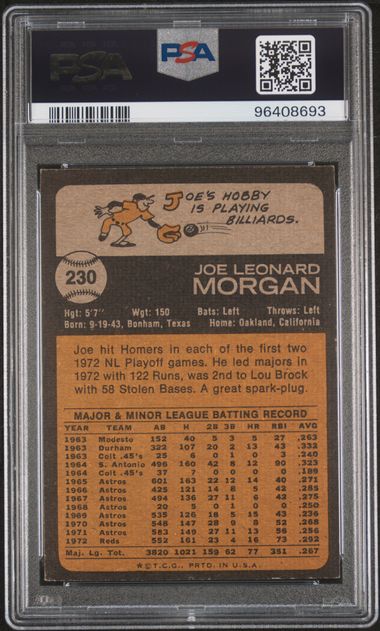 PSA
PSA
96408693
JOE'S HOBBY
IS PLAYING
BILLIARDS.
230
JOE LEONARD
MORGAN
Hgt: 5'7" Wgt: 150 Bats: Left Throws: Left
Born: 9-19-43, Bonham, Texas Home: Oakland, California
Joe hit Homers in each of the first two
1972 NL Playoff games. He led majors in
1972 with 122 Runs, was 2nd to Lou Brock
with 58 Stolen Bases. A great spark-plug.
MAJOR & MINOR LEAGUE BATTING RECORD
YEAR TEAM AB H 2B 3B HR RBI AVG
1963 Modesto 152 40 5 3 5 27 .263
1963 Durham 322 107 20 2 13 43 .332
1963 Colt .45's 25 6 0 1 0 3 .240
1964 S. Antonio 496 160 42 8 12 90 .323
1964 Colt .45's 37 7 0 0 0 0 .189
1965 Astros 601 163 22 12 14 40 .271
1966 Astros 425 121 14 8 5 42 .285
1967 Astros 494 136 27 11 6 42 .275
1968 Astros 20 5 0 1 0 0 .250
1969 Astros 535 126 18 5 15 43 .236
1970 Astros 548 147 28 9 8 52 .268
1971 Astros 583 149 27 11 13 56 .256
1972 Reds 552 161 23 4 16 73 .292
Maj. Lg. Tot. 3820 1021 159 62 77 351 .267
★ © T.C.G. PRTD. IN U.S.A.